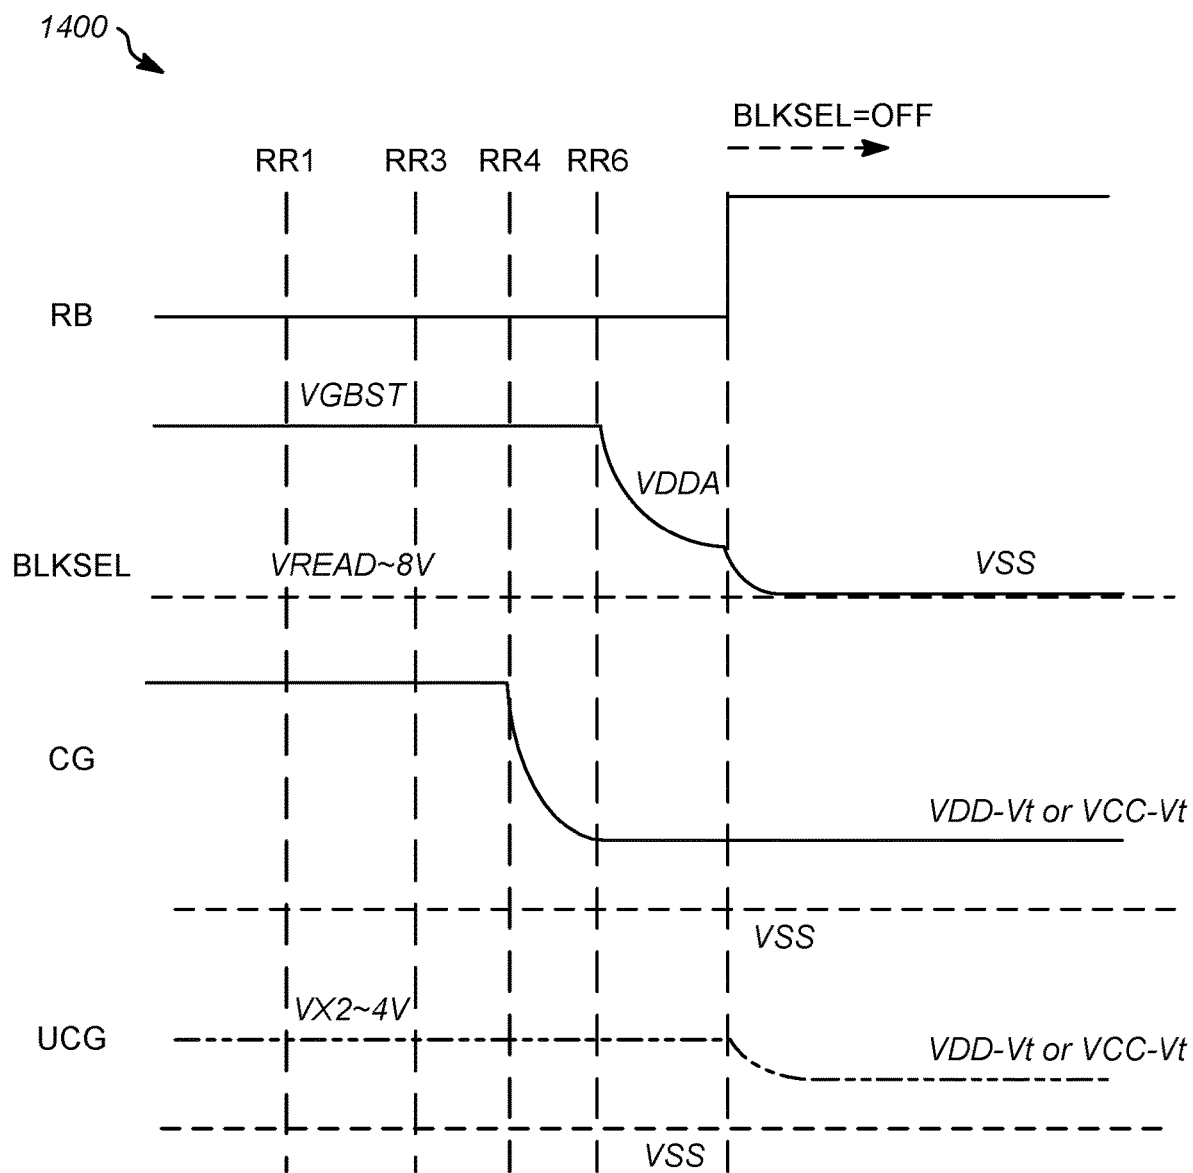 1400
BLKSEL=OFF
RR1 RR3 RR4 RR6
RB
VGBST
VDDA
BLKSEL
VREAD~8V
VSS
CG
VDD-Vt or VCC-Vt
VSS
VX2~4V
UCG
VDD-Vt or VCC-Vt
VSS